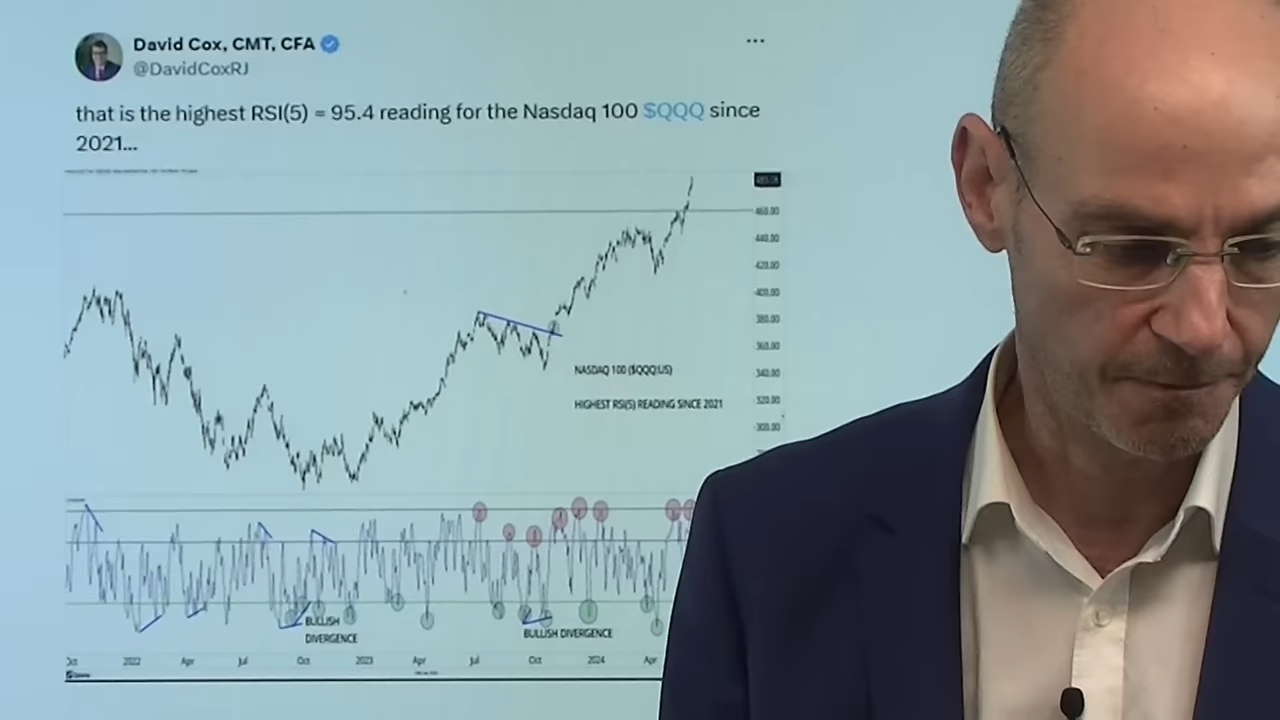 David Cox, CMT, CFA
@DavidCoxRJ
that is the highest RSI(5) = 95.4 reading for the Nasdaq 100 $QQQ since
2021...
460.00
440.00
420.00
400.00
380.00
360.00
NASDAQ 100 ($QQQ:US)
340.00
HIGHEST RSI(5) READING SINCE 2021
320.00
300.00
BULLISH
DIVERGENCE
BULLISH DIVERGENCE
Oct 2022 Apr Jul Oct 2023 Apr Jul Oct 2024 Apr